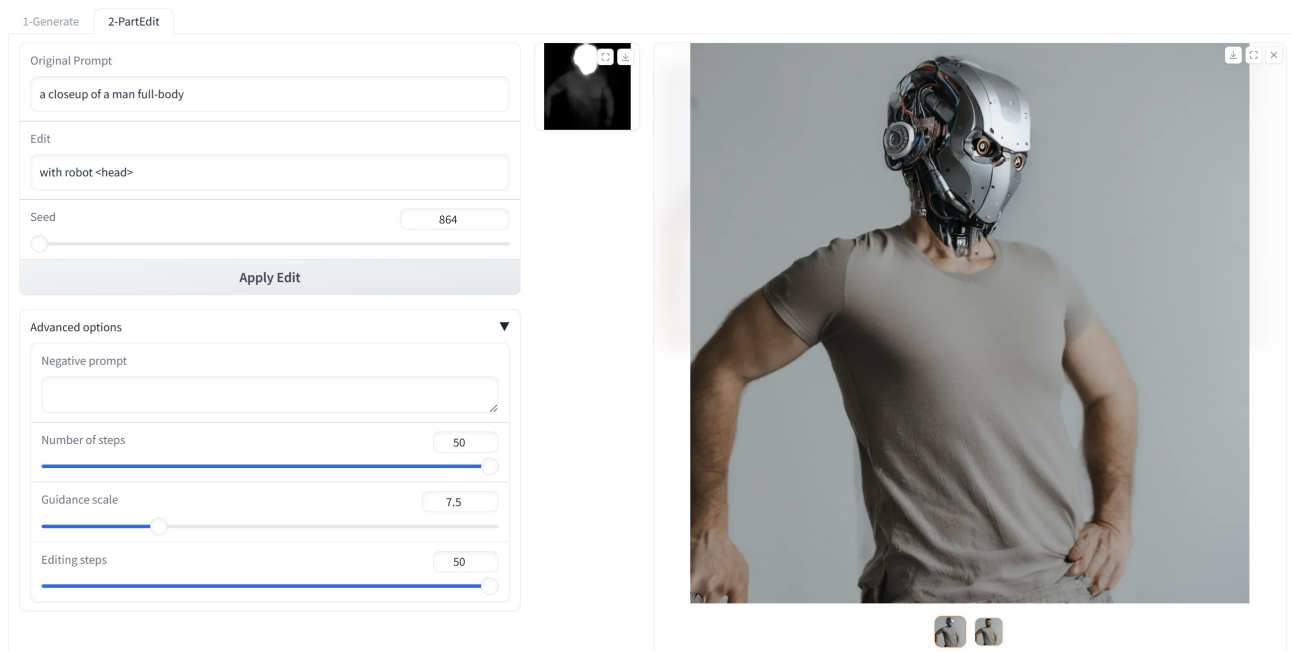 1-Generate
2-PartEdit
Original Prompt
a closeup of a man full-body
Edit
with robot <head>
Seed
864
Apply Edit
Advanced options
Negative prompt
Number of steps
50
Guidance scale
7.5
Editing steps
50